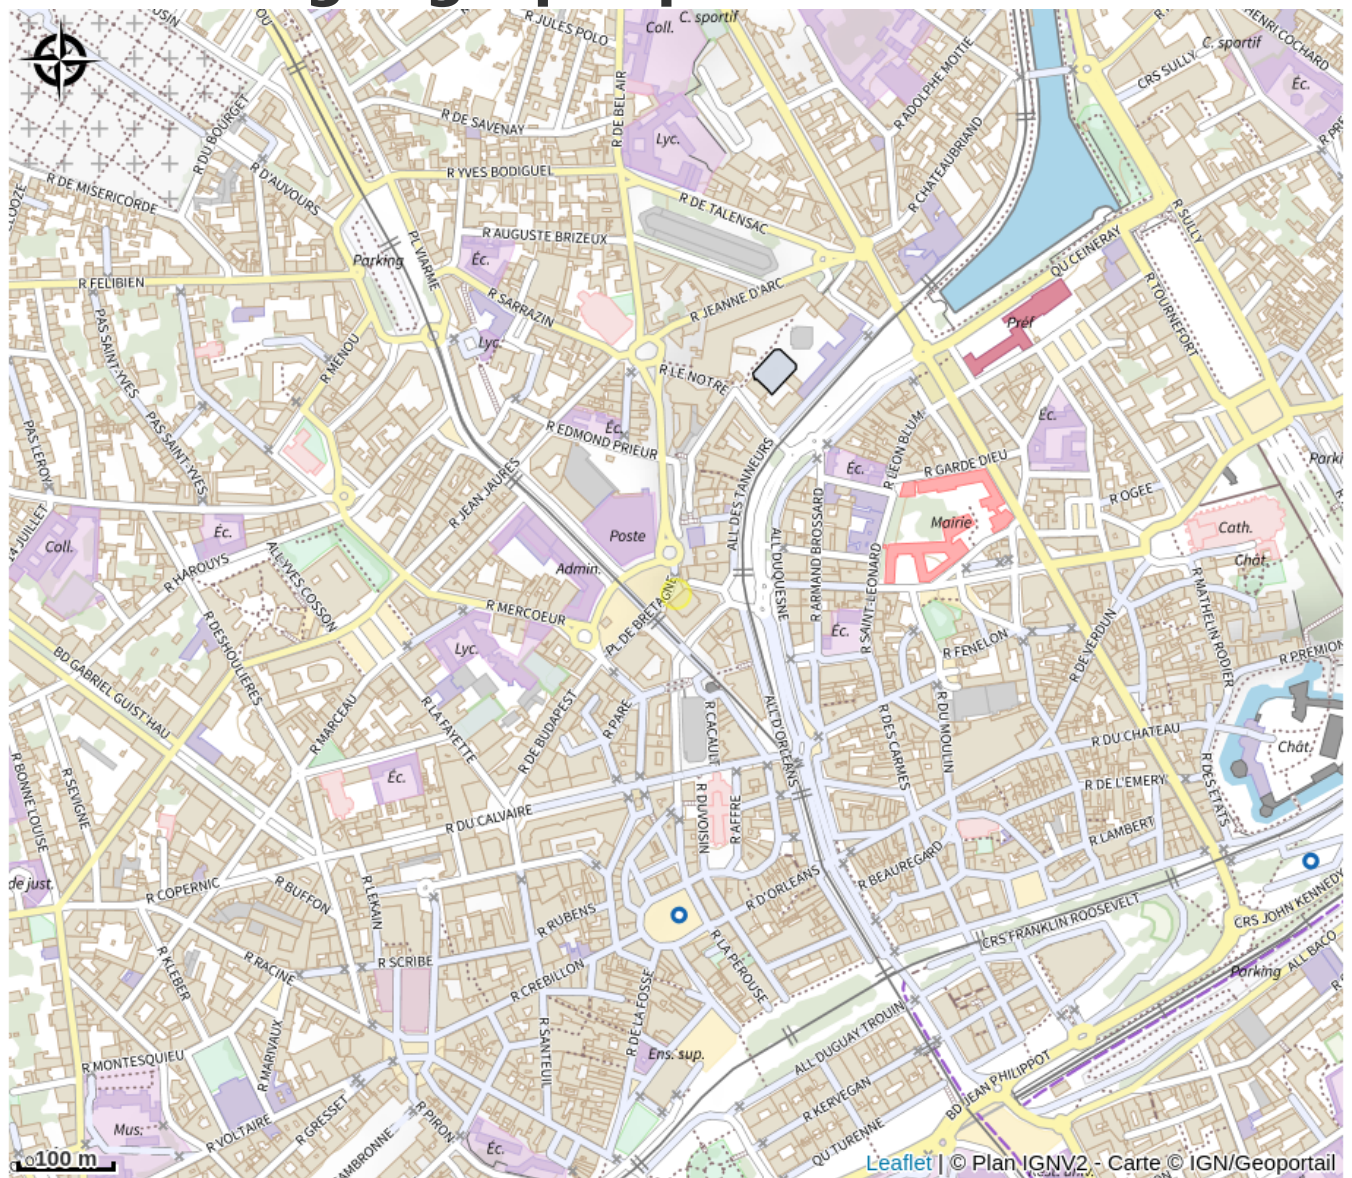 R JULES POLO
Coll.
C. sportif
R ADOLPHE MOITIE
C. sportif
HENRI COCHARD
CRS SULLY
Éc.
R DU BOURGET
R DE SAVENAY
R DE BEL AIR
Lyc.
R CHATEAUBRIAND
R DE MISERICORDE
R D'AUVOURS
R YVES BODIGUEL
R DE TALENSAC
R SULLY
R AUGUSTE BRIZEUX
PL VIARME
Parking
Éc.
QU CEINERAY
R FELIBIEN
R SARRAZIN
R JEANNE D'ARC
R TOURNEFORT
Préf
PAS SAINT-YVES
R MENOU
Lyc.
R LE NOTRE
PAS LEROY
PAS SAINT-YVES
R EDMOND PRIEUR
Éc.
R LEON BLUM
Éc.
R JEAN JAURES
ALL DES TANNEURS
Éc.
R GARDE DIEU
Parki
R OGEE
14 JUILLET
Coll.
Éc.
Poste
R ARMAND BROSSARD
Mairie
Cath.
R HAROUYS
ALL YVES COSSON
Admin.
ALL DUQUESNE
R SAINT-LEONARD
Chât.
R MERCOEUR
PL DE BRETAGNE
R MATHELIN RODIER
R DESHOULIERES
Lyc.
Éc.
R FENELON
R DE VERDUN
R PREMION
BD GABRIEL GUIST'HAU
R MARCEAU
R LA FAYETTE
R DE BUDAPEST
R PARE
R CACAULT
ALL D'ORLEANS
R DES CARMES
R DU MOULIN
R DU CHATEAU
Chât.
R BONNE LOUISE
R SEVIGNE
Éc.
R DU CALVAIRE
R DUVOISIN
R AFFRE
R DE L'EMERY
R DES ETATS
R LAMBERT
de just.
R COPERNIC
R BUFFON
R LEKAIN
R BEAUREGARD
R D'ORLEANS
R RUBENS
CRS FRANKLIN ROOSEVELT
CRS JOHN KENNEDY
R KLEBER
R RACINE
R SCRIBE
R CREBILLON
R LA PEROUSE
Parking
ALL BACO
R MONTESQUIEU
R MARIVAUX
R SANTEUIL
R DE LA FOSSE
Ens. sup.
ALL DUGUAY TROUIN
BD JEAN PHILIPPOT
Mus.
R VOLTAIRE
R GRESSET
R PIRON
Éc.
R KERVEGAN
QU TURENNE
100 m
Leaflet | © Plan IGNV2 - Carte © IGN/Geoportail